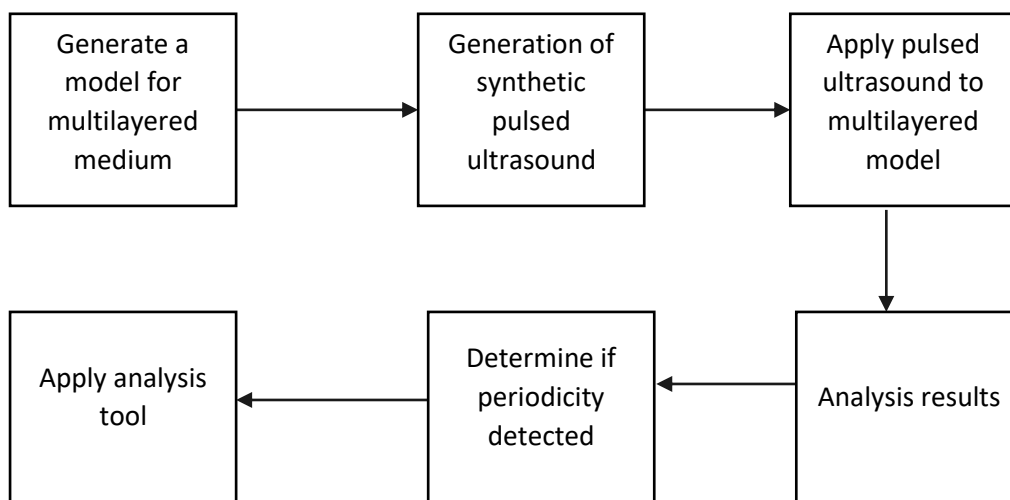 Generate a
model for
multilayered
medium
Generation of
synthetic
pulsed
ultrasound
Apply pulsed
ultrasound to
multilayered
model
Analysis results
Determine if
periodicity
detected
Apply analysis
tool